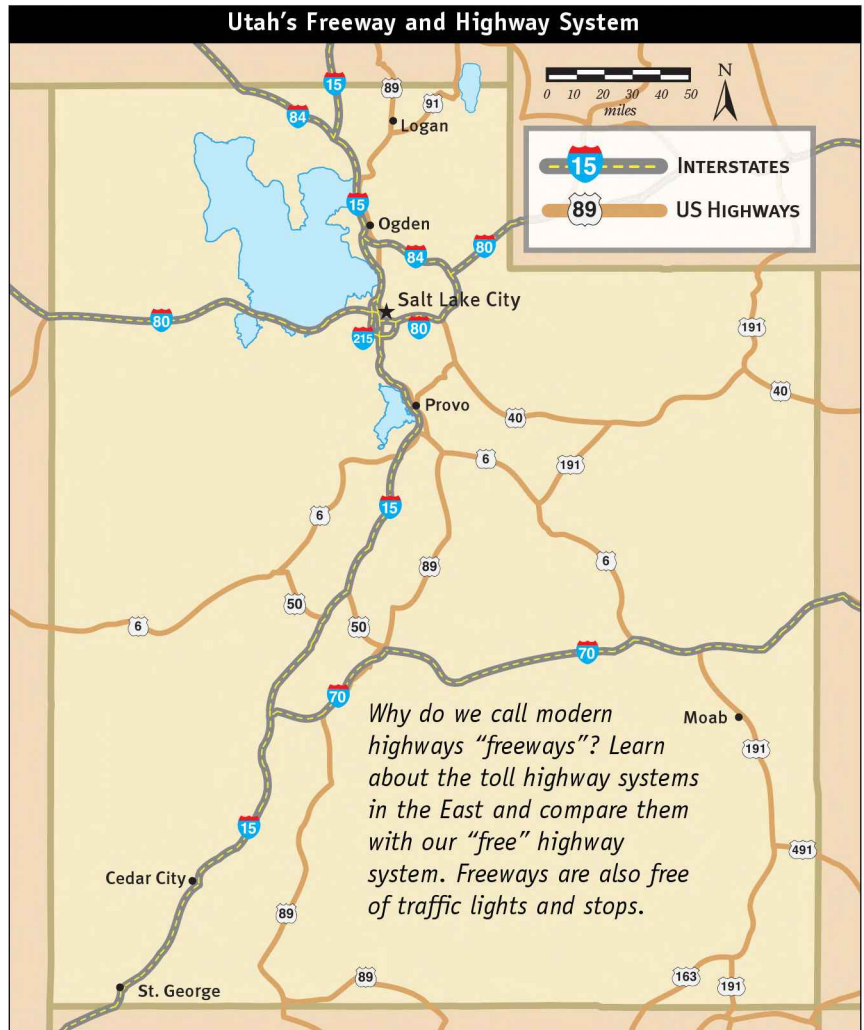 Utah's Freeway and Highway System
15
89
91
84
Logan
0 10 20 30 40 50
miles
N
15 INTERSTATES
89 US HIGHWAYS
15
Ogden
84
80
80
Salt Lake City
215
80
191
40
Provo
40
6
191
15
6
89
6
50
6
50
70
70
Why do we call modern
highways “freeways”? Learn
about the toll highway systems
in the East and compare them
with our “free” highway
system. Freeways are also free
of traffic lights and stops.
Moab
191
15
491
Cedar City
89
89
163
191
St. George